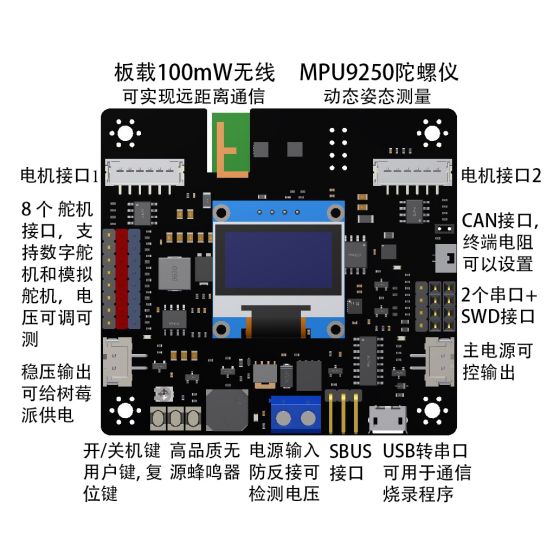 板载100mW无线
可实现远距离通信
MPU9250陀螺仪
动态姿态测量
电机接口1
电机接口2
8个舵机
接口，支
持数字舵
机和模拟
舵机，电
压可调可
测
CAN接口，
终端电阻
可以设置
2个串口+
SWD接口
稳压输出
可给树莓
派供电
主电源可
控输出
开/关机键
用户键，复
位键
高品质无
源蜂鸣器
电源输入
防反接可
检测电压
SBUS
接口
USB转串口
可用于通信
烧录程序